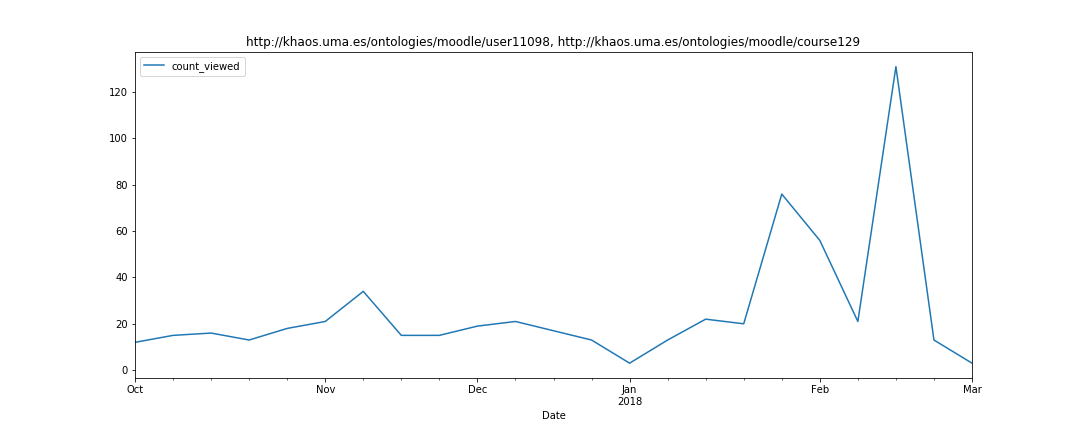 http://khaos.uma.es/ontologies/moodle/user11098, http://khaos.uma.es/ontologies/moodle/course129
count_viewed
120
100
80
60
40
20
0
Oct Nov Dec Jan Feb Mar
2018
Date